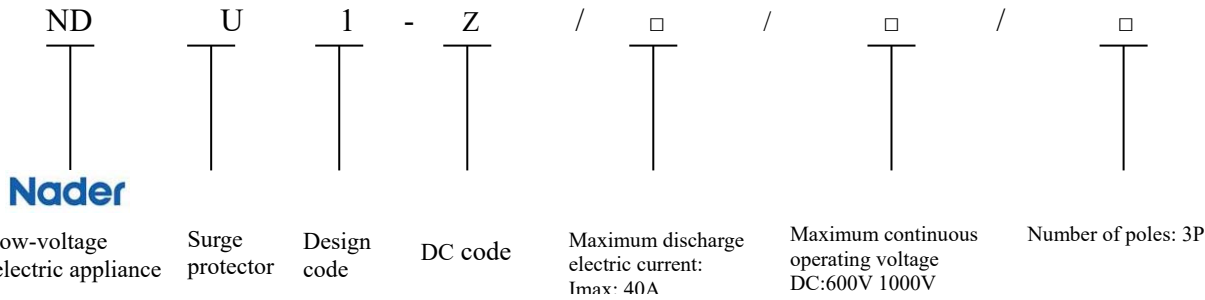 ND U 1 - Z / □ / □ / □
Nader
ow-voltage
electric appliance
Surge
protector
Design
code
DC code
Maximum discharge
electric current:
Imax: 40A
Maximum continuous
operating voltage
DC:600V 1000V
Number of poles: 3P